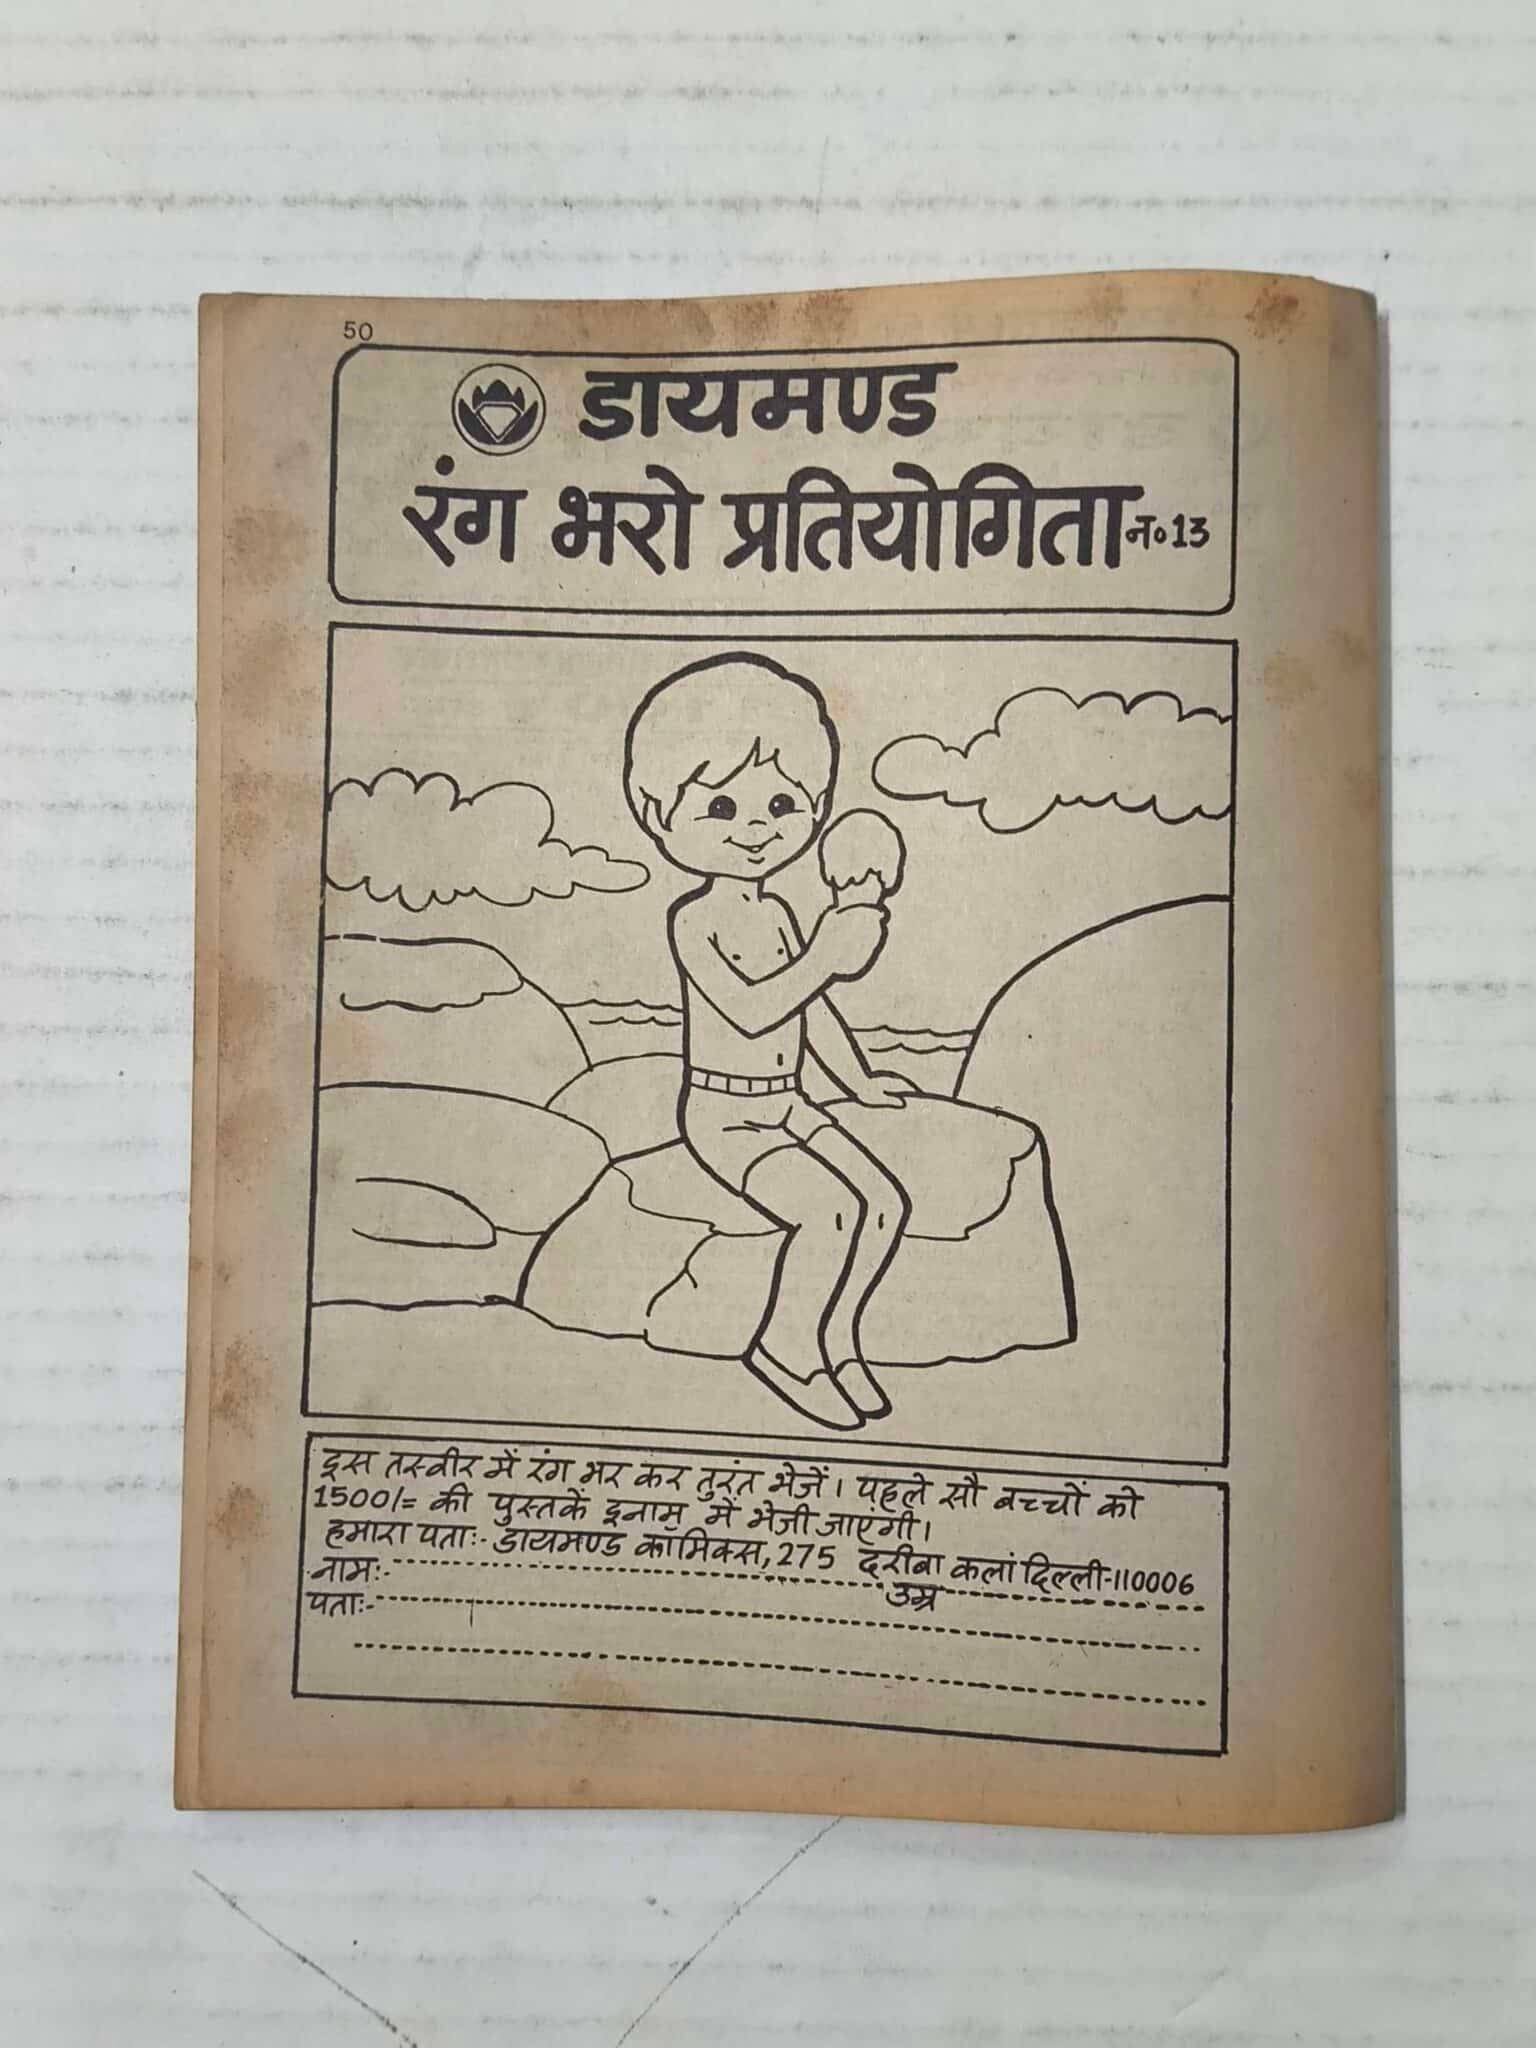 50
डायमण्ड
रंग भरो प्रतियोगिता नं० 13
इस तस्वीर में रंग भर कर तुरंत भेजें। पहले सौ बच्चों को
1500/= की पुस्तकें इनाम में भेजी जाएंगी।
हमारा पताः- डायमण्ड कॉमिक्स, 275 दरीबा कलां दिल्ली-110006
नामः- उम्र
पताः-